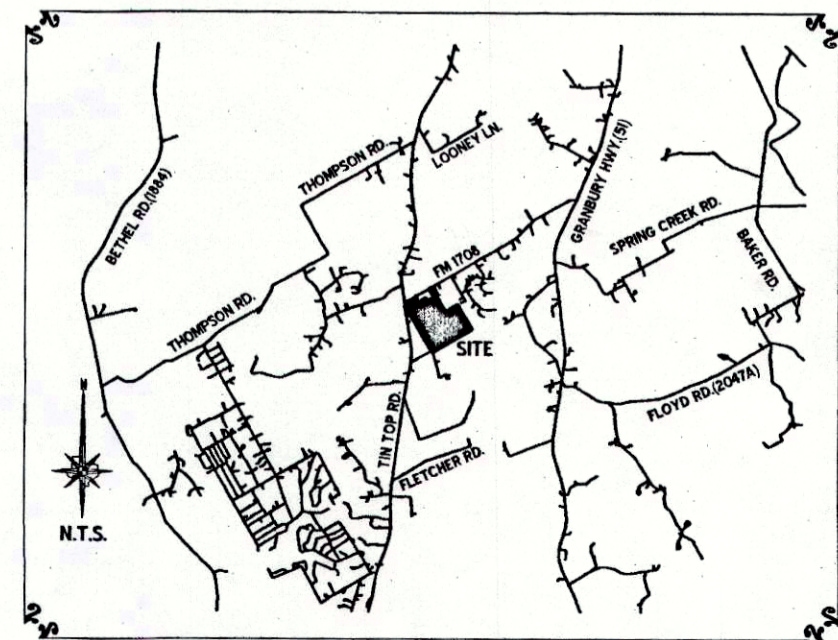 THOMPSON RD.
LOONEY LN.
BETHEL RD.(1884)
GRANBURY HWY.(51)
SPRING CREEK RD.
FM 1708
BAKER RD.
THOMPSON RD.
SITE
N
TIN TOP RD.
FLOYD RD.(2047A)
FLETCHER RD.
N.T.S.